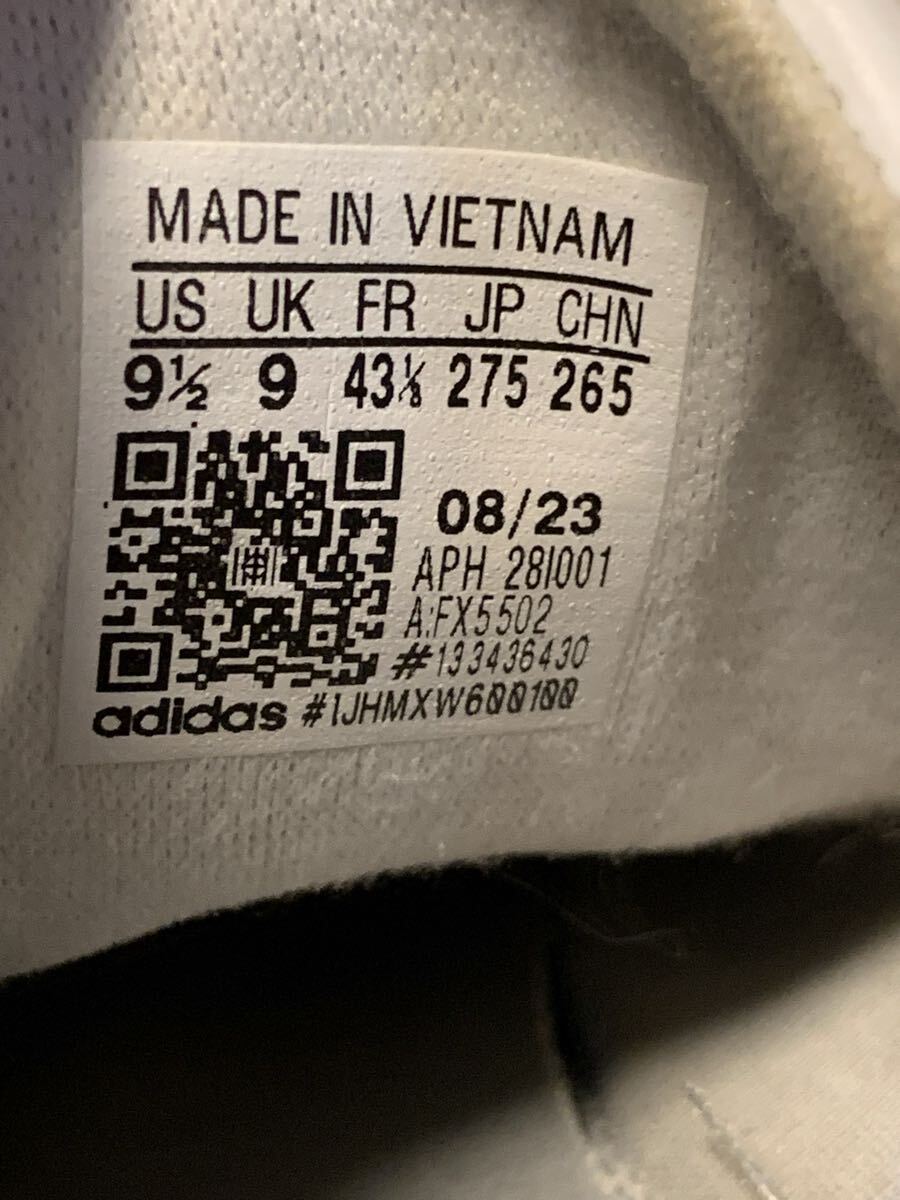 MADE IN VIETNAM
US UK FR JP CHN
9½ 9 43⅓ 275 265
08/23
APH 28I001
A:FX5502
#133436430
adidas #1JHMXW600100